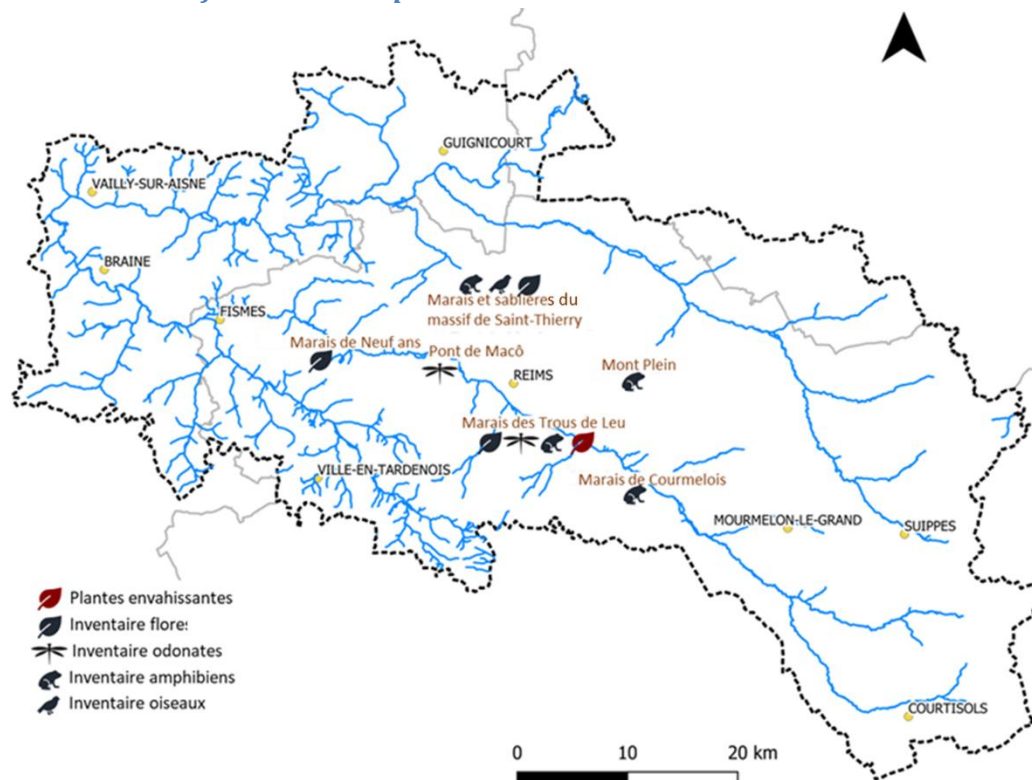 GUIGNICOURT
VAILLY-SUR-AISNE
BRAINE
FISMES
Marais et sablières du
massif de Saint-Thierry
Marais de Neuf ans
Pont de Macô
REIMS
Mont Plein
Marais des Trous de Leu
VILLE-EN-TARDENOIS
Marais de Courmelois
MOURMELON-LE-GRAND
SUIPPES
COURTISOLS
Plantes envahissantes
Inventaire flore:
Inventaire odonates
Inventaire amphibiens
Inventaire oiseaux
0 10 20 km